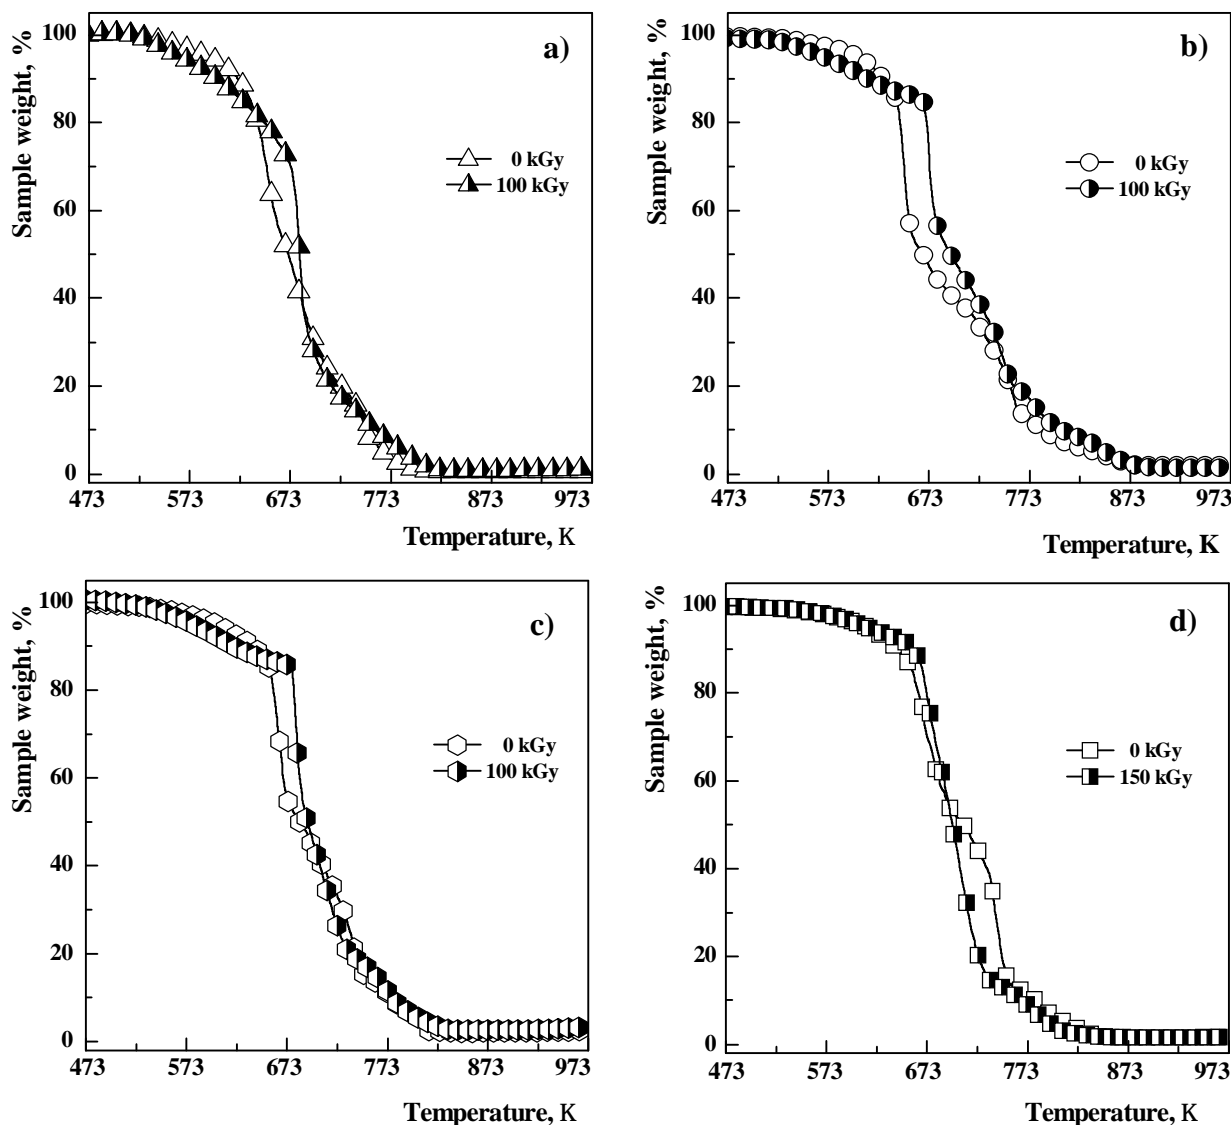 a)
Sample weight, %
100
80
60
40
20
0
0 kGy
100 kGy
473 573 673 773 873 973
Temperature, K
b)
Sample weight, %
100
80
60
40
20
0
0 kGy
100 kGy
473 573 673 773 873 973
Temperature, K
c)
Sample weight, %
100
80
60
40
20
0
0 kGy
100 kGy
473 573 673 773 873 973
Temperature, K
d)
Sample weight, %
100
80
60
40
20
0
0 kGy
150 kGy
473 573 673 773 873 973
Temperature, K